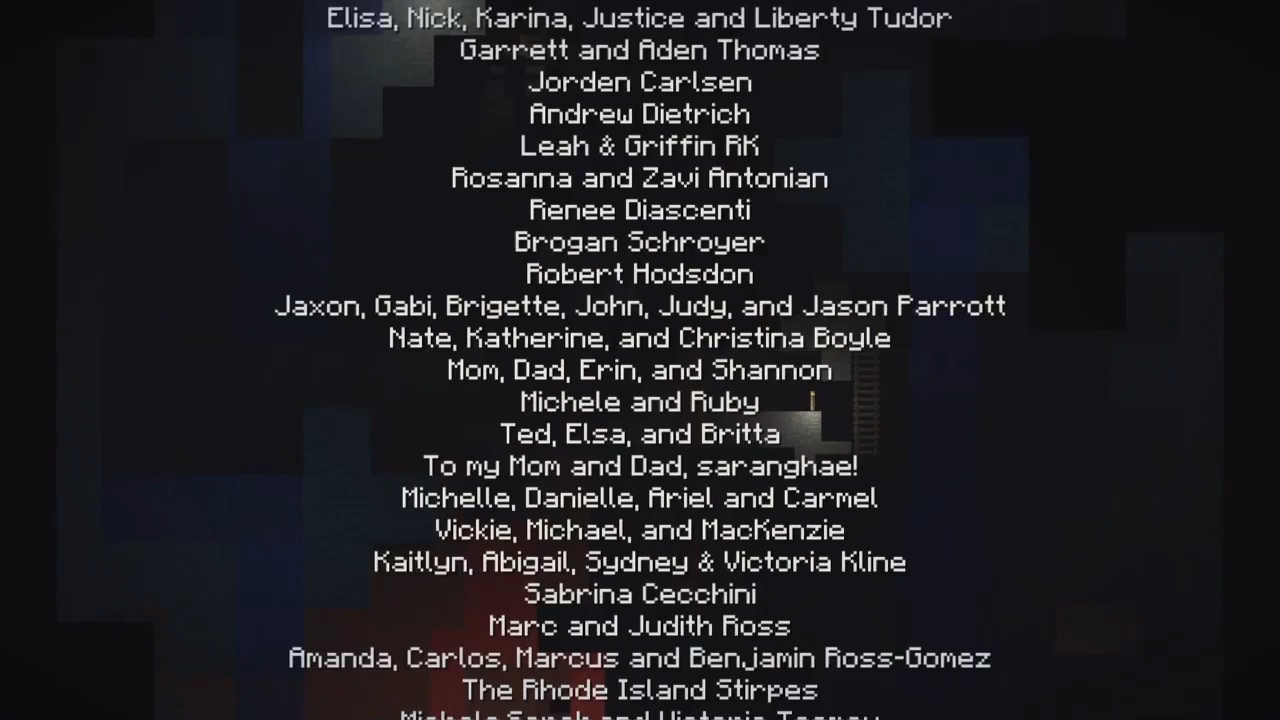 Elisa, Nick, Karina, Justice and Liberty Tudor
Garrett and Aden Thomas
Jorden Carlsen
Andrew Dietrich
Leah & Griffin RK
Rosanna and Zavi Antonian
Renee Diascenti
Brogan Schroyer
Robert Hodsdon
Jaxon, Gabi, Brigette, John, Judy, and Jason Parrott
Nate, Katherine, and Christina Boyle
Mom, Dad, Erin, and Shannon
Michele and Ruby
Ted, Elsa, and Britta
To my Mom and Dad, saranghae!
Michelle, Danielle, Ariel and Carmel
Vickie, Michael, and MacKenzie
Kaitlyn, Abigail, Sydney & Victoria Kline
Sabrina Cecchini
Marc and Judith Ross
Amanda, Carlos, Marcus and Benjamin Ross-Gomez
The Rhode Island Stirpes
and Victoria